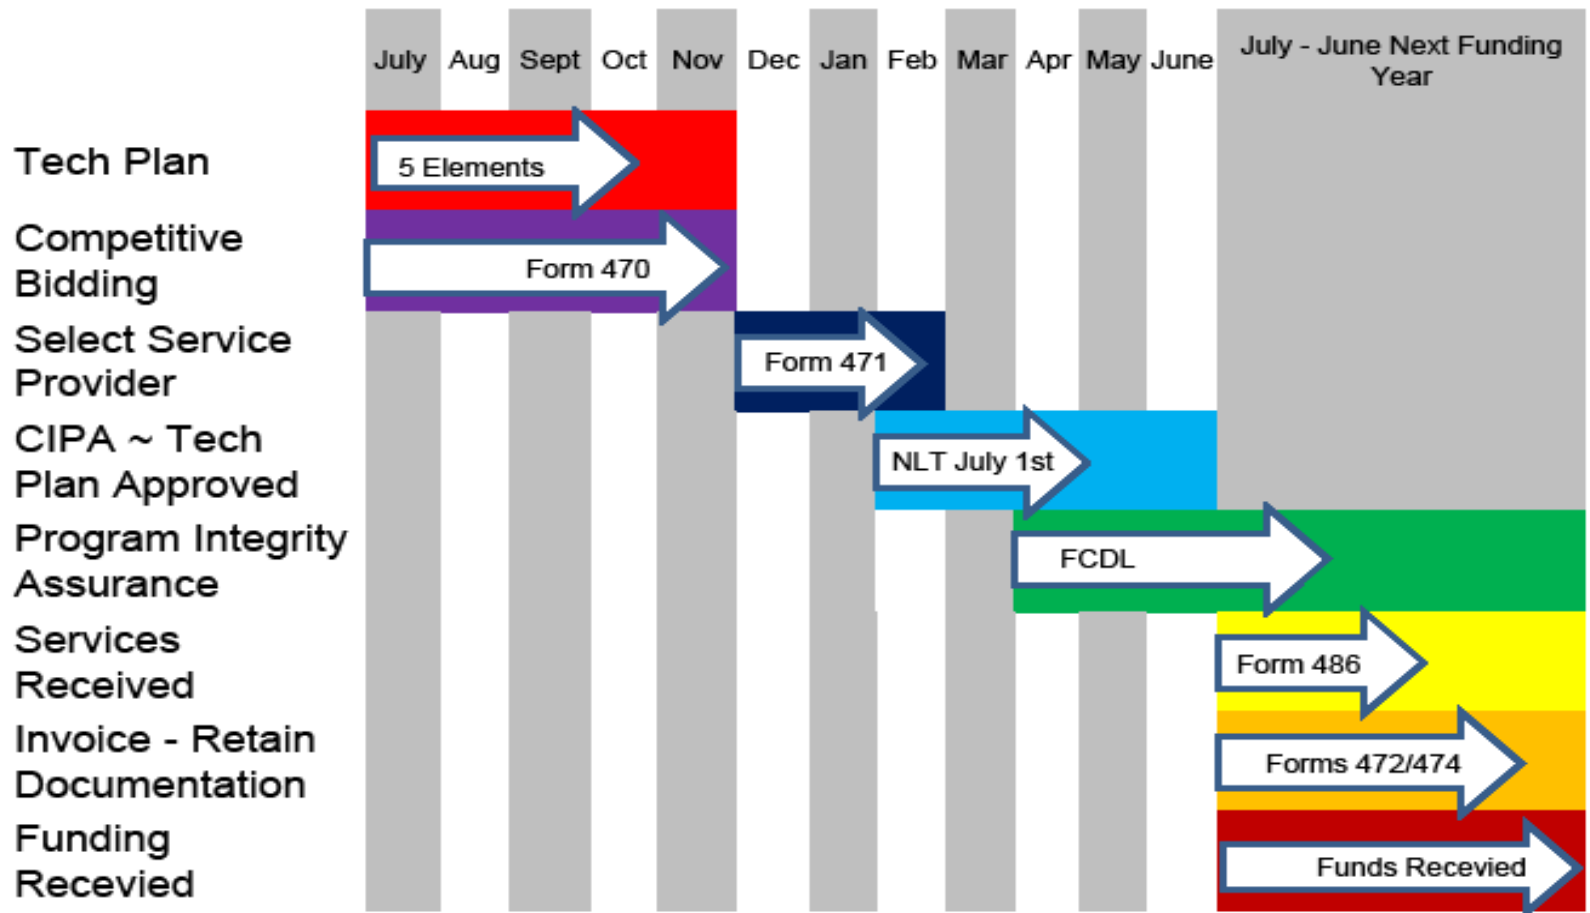 July Aug Sept Oct Nov Dec Jan Feb Mar Apr May June July - June Next Funding
Year
Tech Plan
5 Elements
Competitive
Bidding
Form 470
Select Service
Provider
Form 471
CIPA ~ Tech
Plan Approved
NLT July 1st
Program Integrity
Assurance
FCDL
Services
Received
Form 486
Invoice - Retain
Documentation
Forms 472/474
Funding
Recevied
Funds Recevied